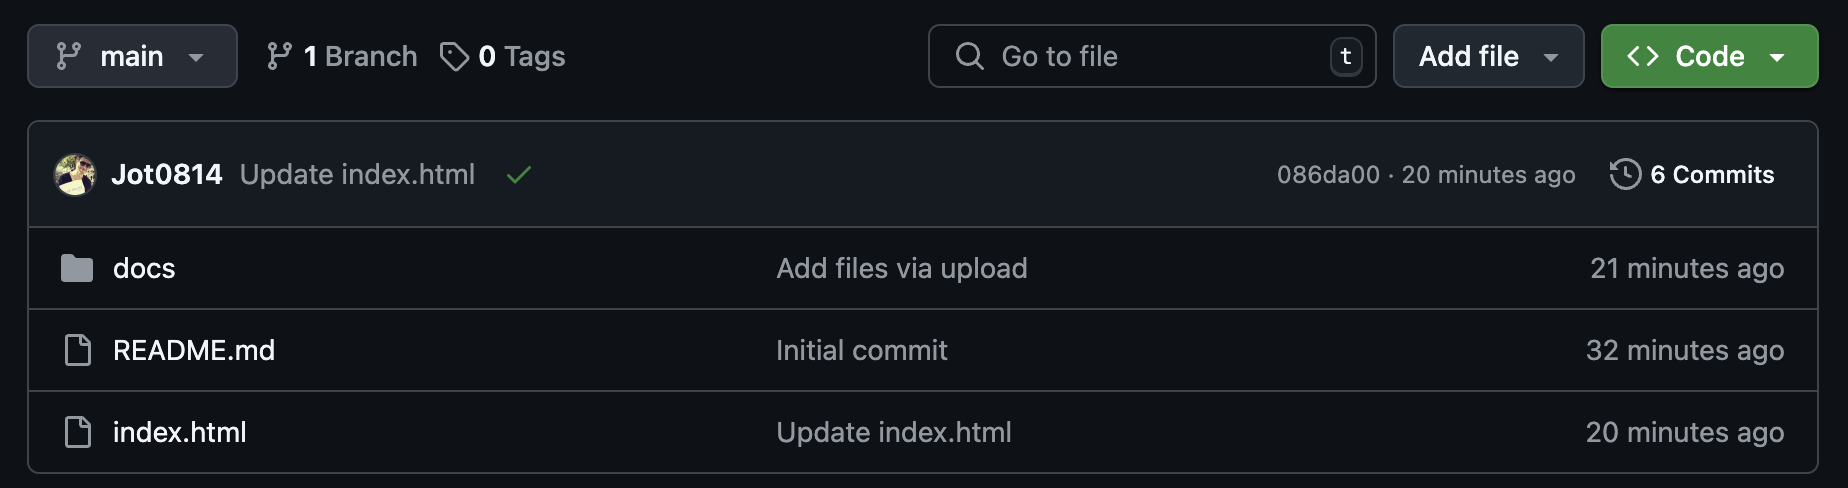 main 1 Branch 0 Tags Go to file t Add file <> Code
Jot0814 Update index.html 086da00 · 20 minutes ago 6 Commits
docs Add files via upload 21 minutes ago
README.md Initial commit 32 minutes ago
index.html Update index.html 20 minutes ago